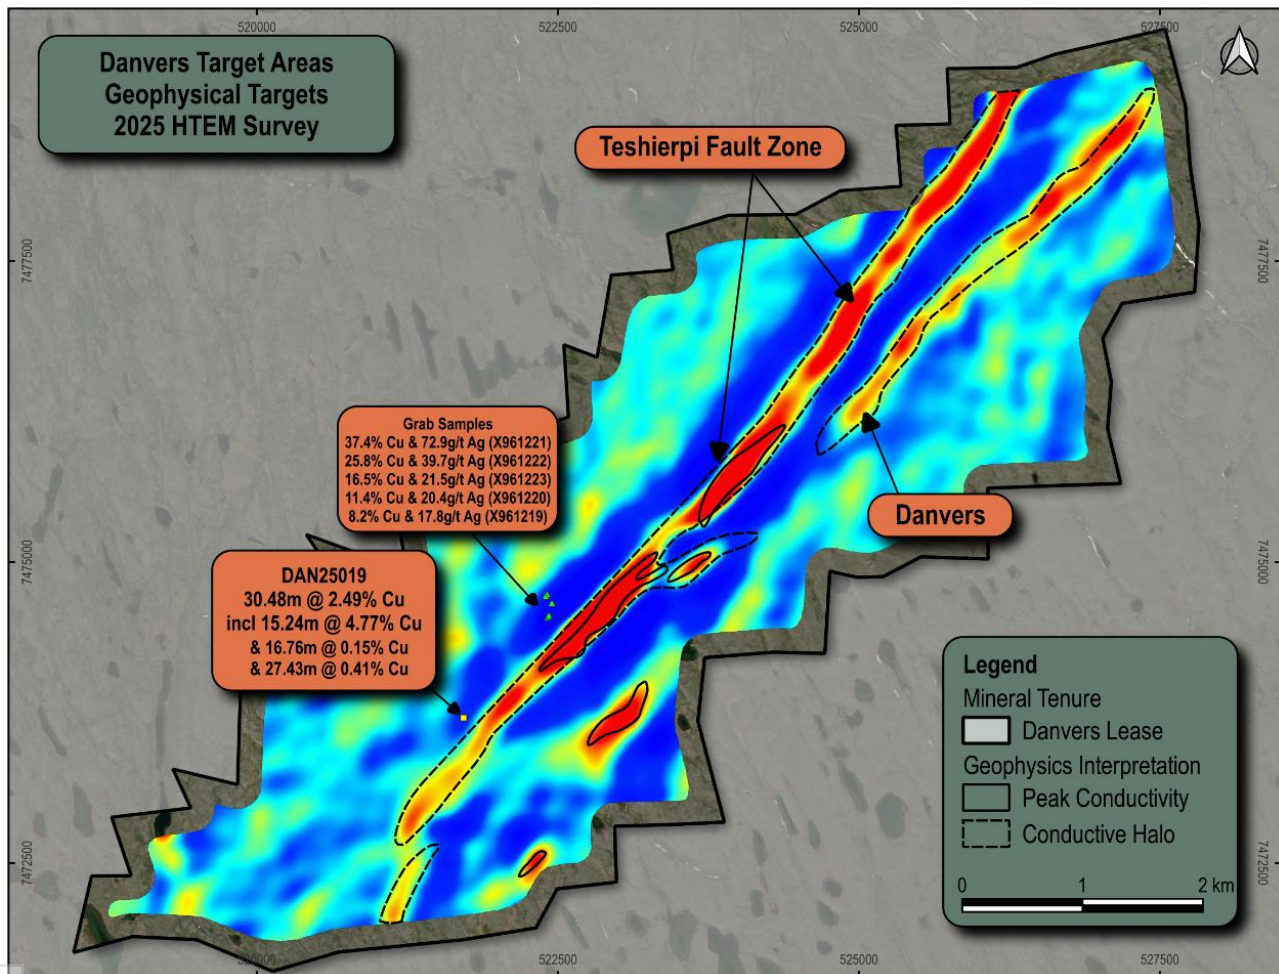 520000
522500
525000
527500
Danvers Target Areas
Geophysical Targets
2025 HTEM Survey
Teshierpi Fault Zone
7477500
7477500
Grab Samples
37.4% Cu & 72.9g/t Ag (X961221)
25.8% Cu & 39.7g/t Ag (X961222)
16.5% Cu & 21.5g/t Ag (X961223)
11.4% Cu & 20.4g/t Ag (X961220)
8.2% Cu & 17.8g/t Ag (X961219)
Danvers
7475000
7475000
DAN25019
30.48m @ 2.49% Cu
incl 15.24m @ 4.77% Cu
& 16.76m @ 0.15% Cu
& 27.43m @ 0.41% Cu
Legend
Mineral Tenure
Danvers Lease
Geophysics Interpretation
Peak Conductivity
Conductive Halo
0 1 2 km
7472500
7472500
520000
522500
525000
527500